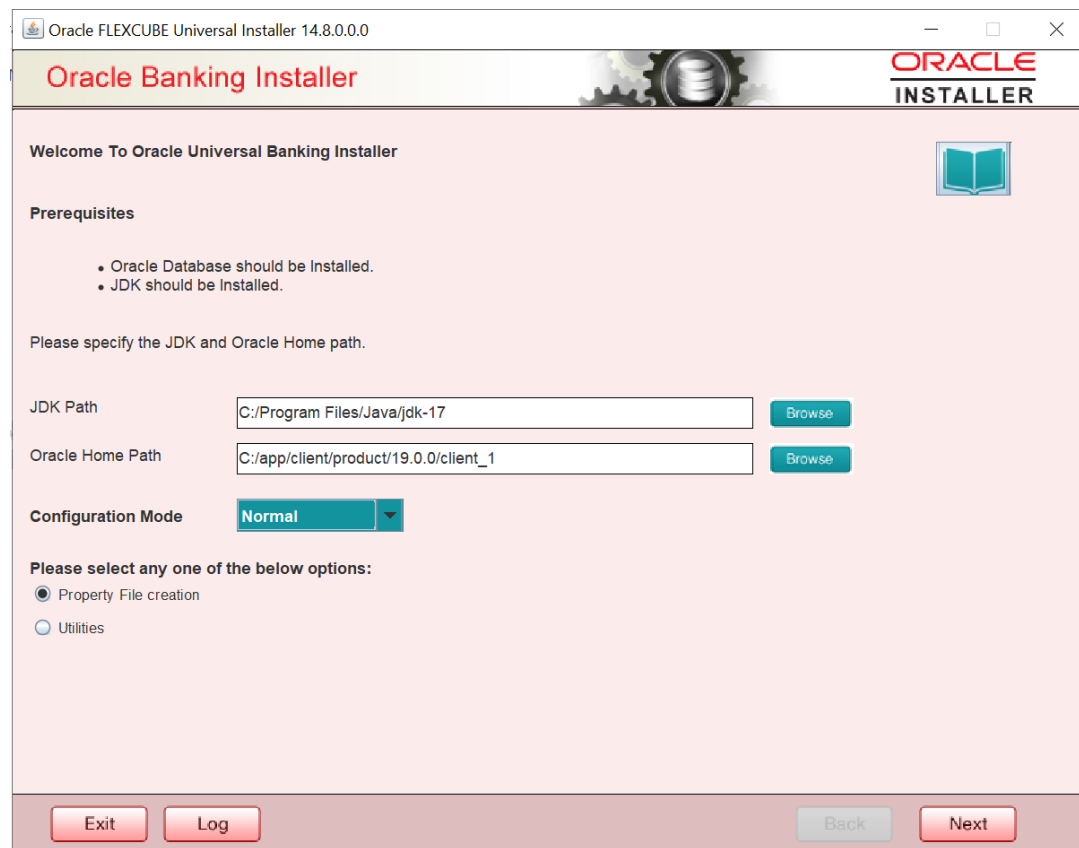 Oracle FLEXCUBE Universal Installer 14.8.0.0.0
Oracle Banking Installer
ORACLE
INSTALLER
Welcome To Oracle Universal Banking Installer
Prerequisites
• Oracle Database should be Installed.
• JDK should be Installed.
Please specify the JDK and Oracle Home path.
JDK Path C:/Program Files/Java/jdk-17 Browse
Oracle Home Path C:/app/client/product/19.0.0/client_1 Browse
Configuration Mode Normal
Please select any one of the below options:
Property File creation
Utilities
Exit Log Back Next